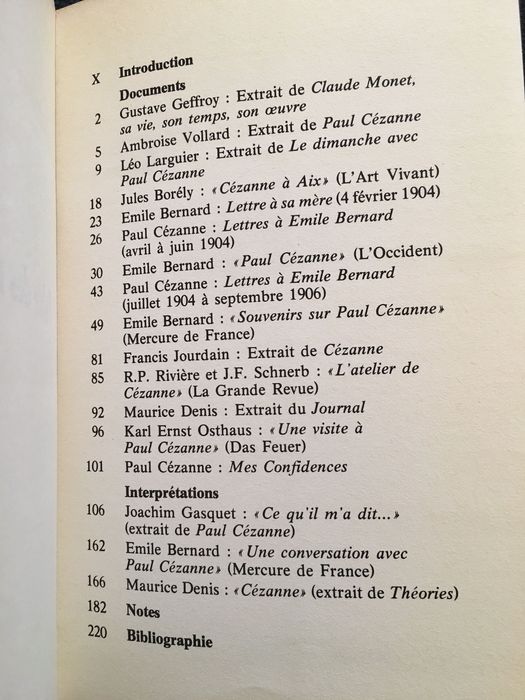 X Introduction
Documents
2 Gustave Geffroy : Extrait de Claude Monet,
sa vie, son temps, son œuvre
5 Ambroise Vollard : Extrait de Paul Cézanne
9 Léo Larguier : Extrait de Le dimanche avec
Paul Cézanne
18 Jules Borély : «Cézanne à Aix» (L'Art Vivant)
23 Emile Bernard : Lettre à sa mère (4 février 1904)
26 Paul Cézanne : Lettres à Emile Bernard
(avril à juin 1904)
30 Emile Bernard : «Paul Cézanne» (L'Occident)
43 Paul Cézanne : Lettres à Emile Bernard
(juillet 1904 à septembre 1906)
49 Emile Bernard : «Souvenirs sur Paul Cézanne»
(Mercure de France)
81 Francis Jourdain : Extrait de Cézanne
85 R.P. Rivière et J.F. Schnerb : «L'atelier de
Cézanne» (La Grande Revue)
92 Maurice Denis : Extrait du Journal
96 Karl Ernst Osthaus : «Une visite à
Paul Cézanne» (Das Feuer)
101 Paul Cézanne : Mes Confidences
Interprétations
106 Joachim Gasquet : «Ce qu'il m'a dit...»
(extrait de Paul Cézanne)
162 Emile Bernard : «Une conversation avec
Paul Cézanne» (Mercure de France)
166 Maurice Denis : «Cézanne» (extrait de Théories)
182 Notes
220 Bibliographie